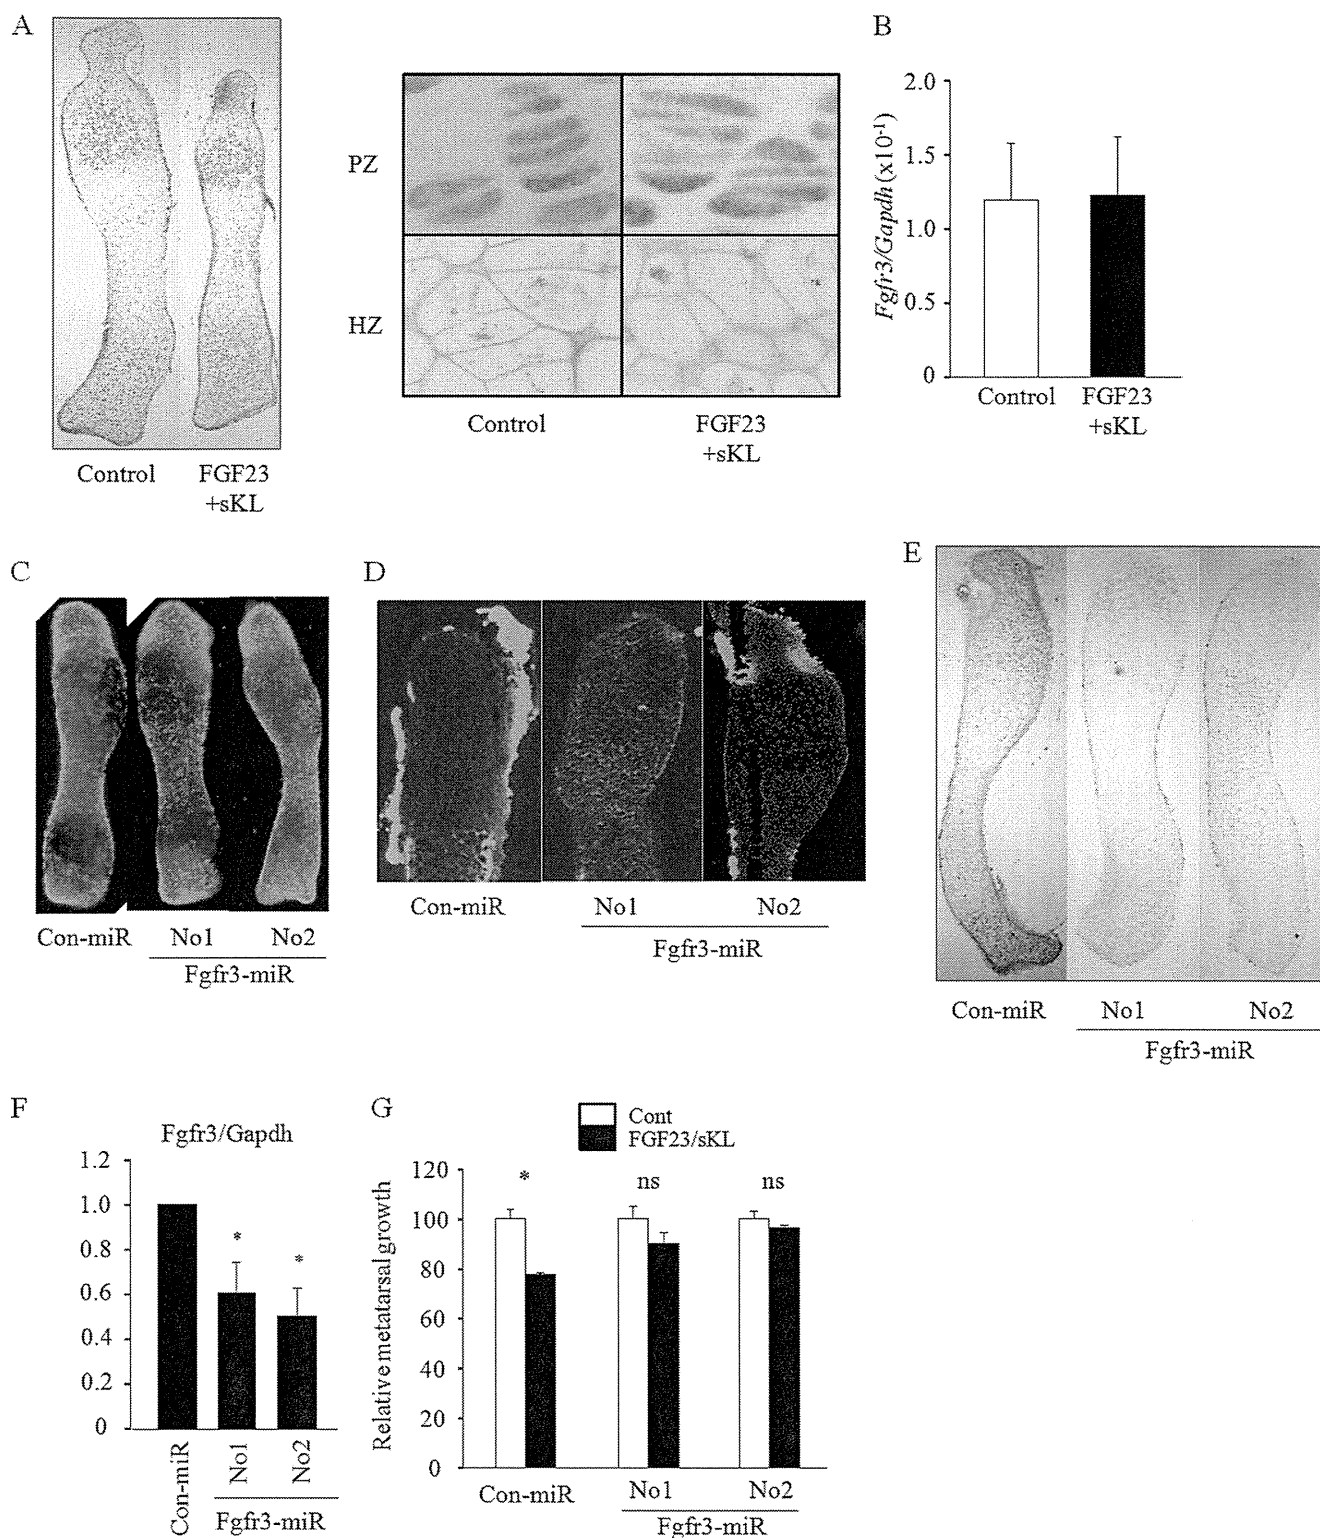 A
PZ
HZ
Control
FGF23
+sKL
Control
FGF23
+sKL
B
Fgfr3/Gapdh (x10-1)
2.0
1.5
1.0
0.5
0
Control
FGF23
+sKL
C
Con-miR
No1
No2
Fgfr3-miR
D
Con-miR
No1
No2
Fgfr3-miR
E
Con-miR
No1
No2
Fgfr3-miR
F
Fgfr3/Gapdh
1.2
1.0
0.8
0.6
0.4
0.2
0
*
*
Con-miR
No1
No2
Fgfr3-miR
G
Cont
FGF23/sKL
Relative metatarsal growth
120
100
80
60
40
20
0
*
ns
ns
Con-miR
No1
No2
Fgfr3-miR